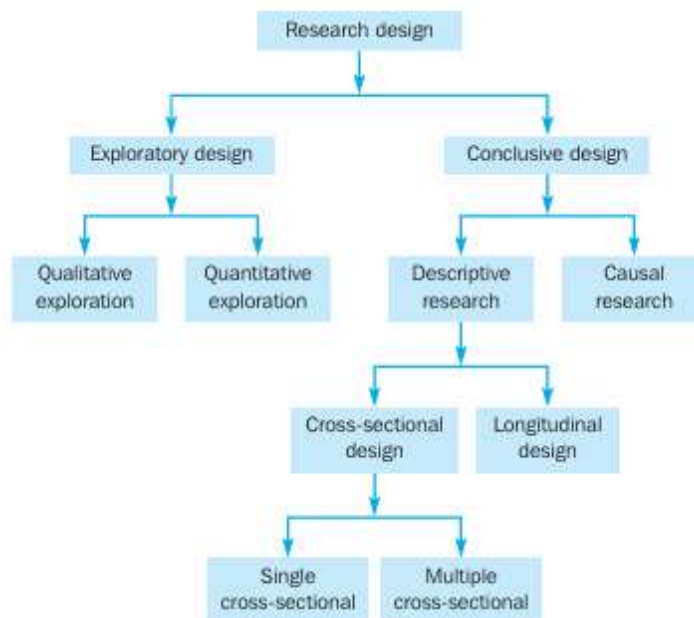 Research design
Exploratory design
Conclusive design
Qualitative
exploration
Quantitative
exploration
Descriptive
research
Causal
research
Cross-sectional
design
Longitudinal
design
Single
cross-sectional
Multiple
cross-sectional